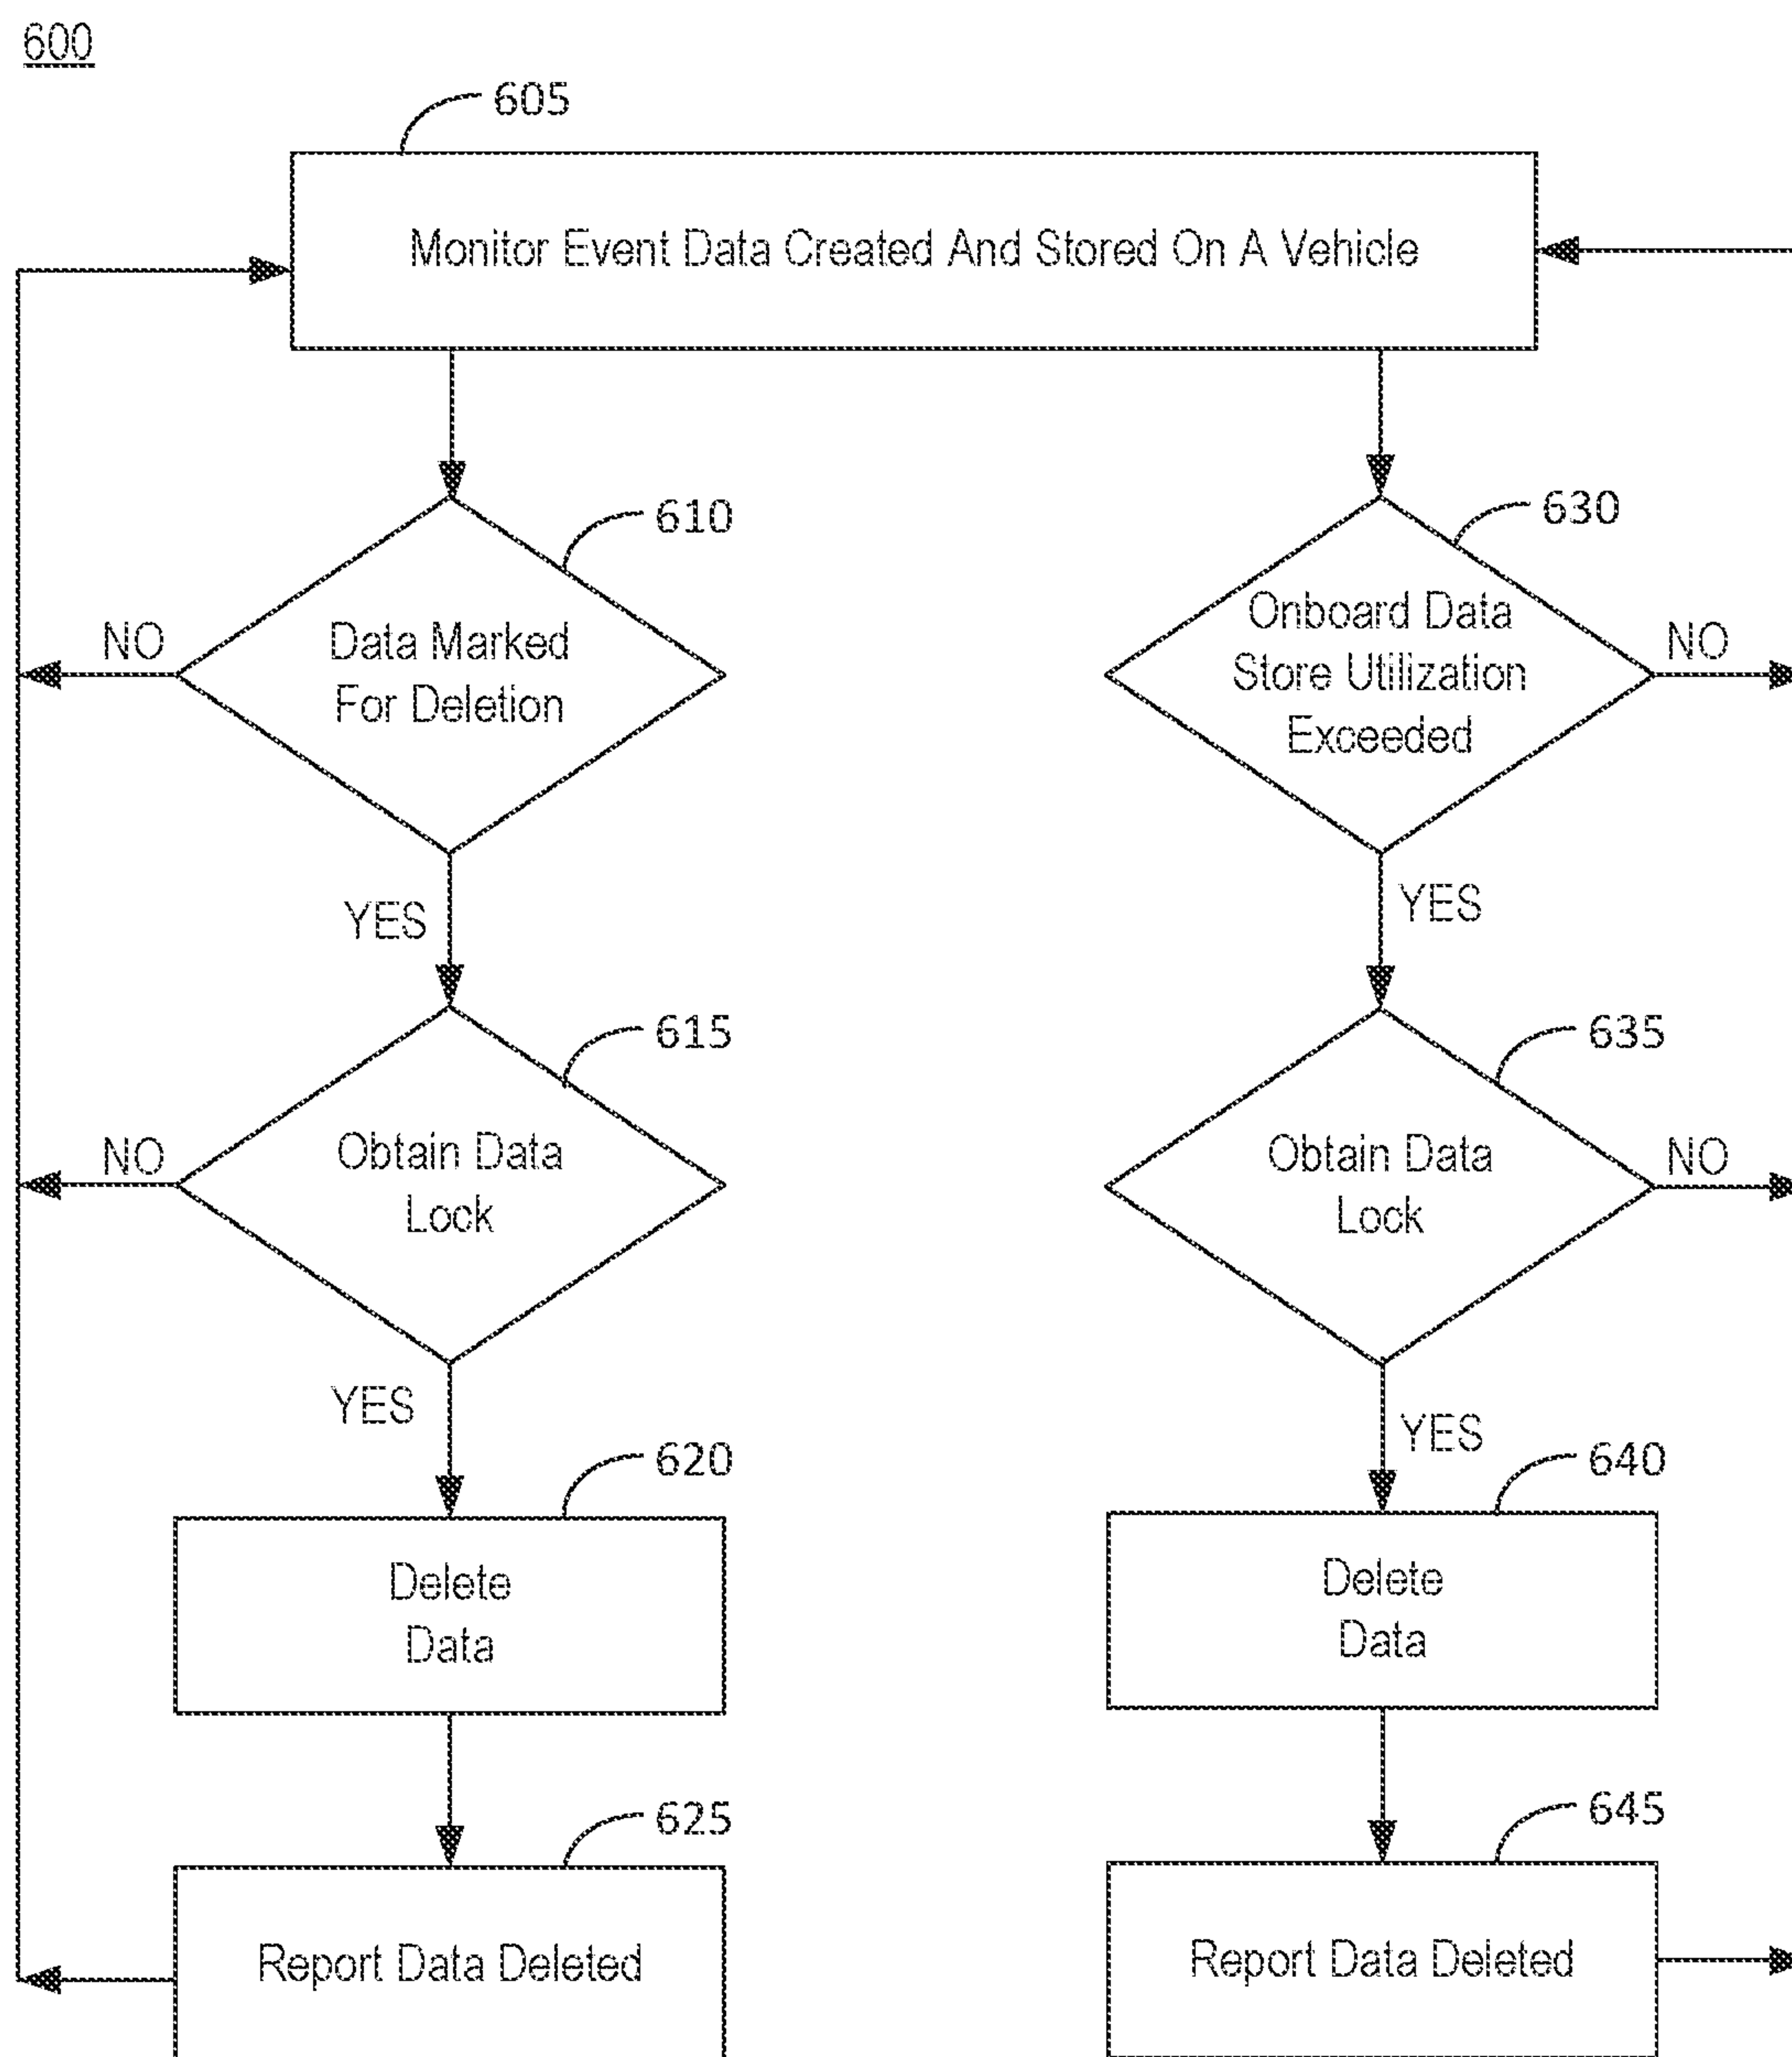 600
605
Monitor Event Data Created And Stored On A Vehicle
610
630
NO
Data Marked
For Deletion
Onboard Data
Store Utilization
Exceeded
NO
YES
YES
615
635
NO
Obtain Data
Lock
Obtain Data
Lock
NO
YES
YES
620
640
Delete
Data
Delete
Data
625
645
Report Data Deleted
Report Data Deleted